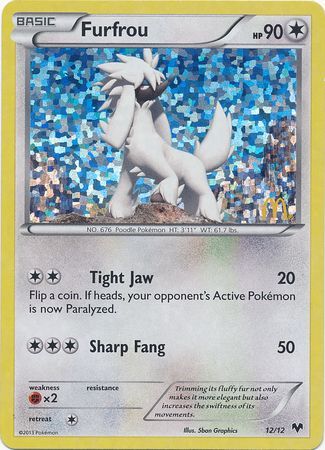 BASIC
Furfrou
HP 90
m
NO. 676 Poodle Pokémon HT: 3'11" WT: 61.7 lbs.
Tight Jaw 20
Flip a coin. If heads, your opponent's Active Pokémon
is now Paralyzed.
Sharp Fang 50
weakness resistance
×2
retreat
Trimming its fluffy fur not only
makes it more elegant but also
increases the swiftness of its
movements.
©2013 Pokémon Illus. 5ban Graphics 12/12